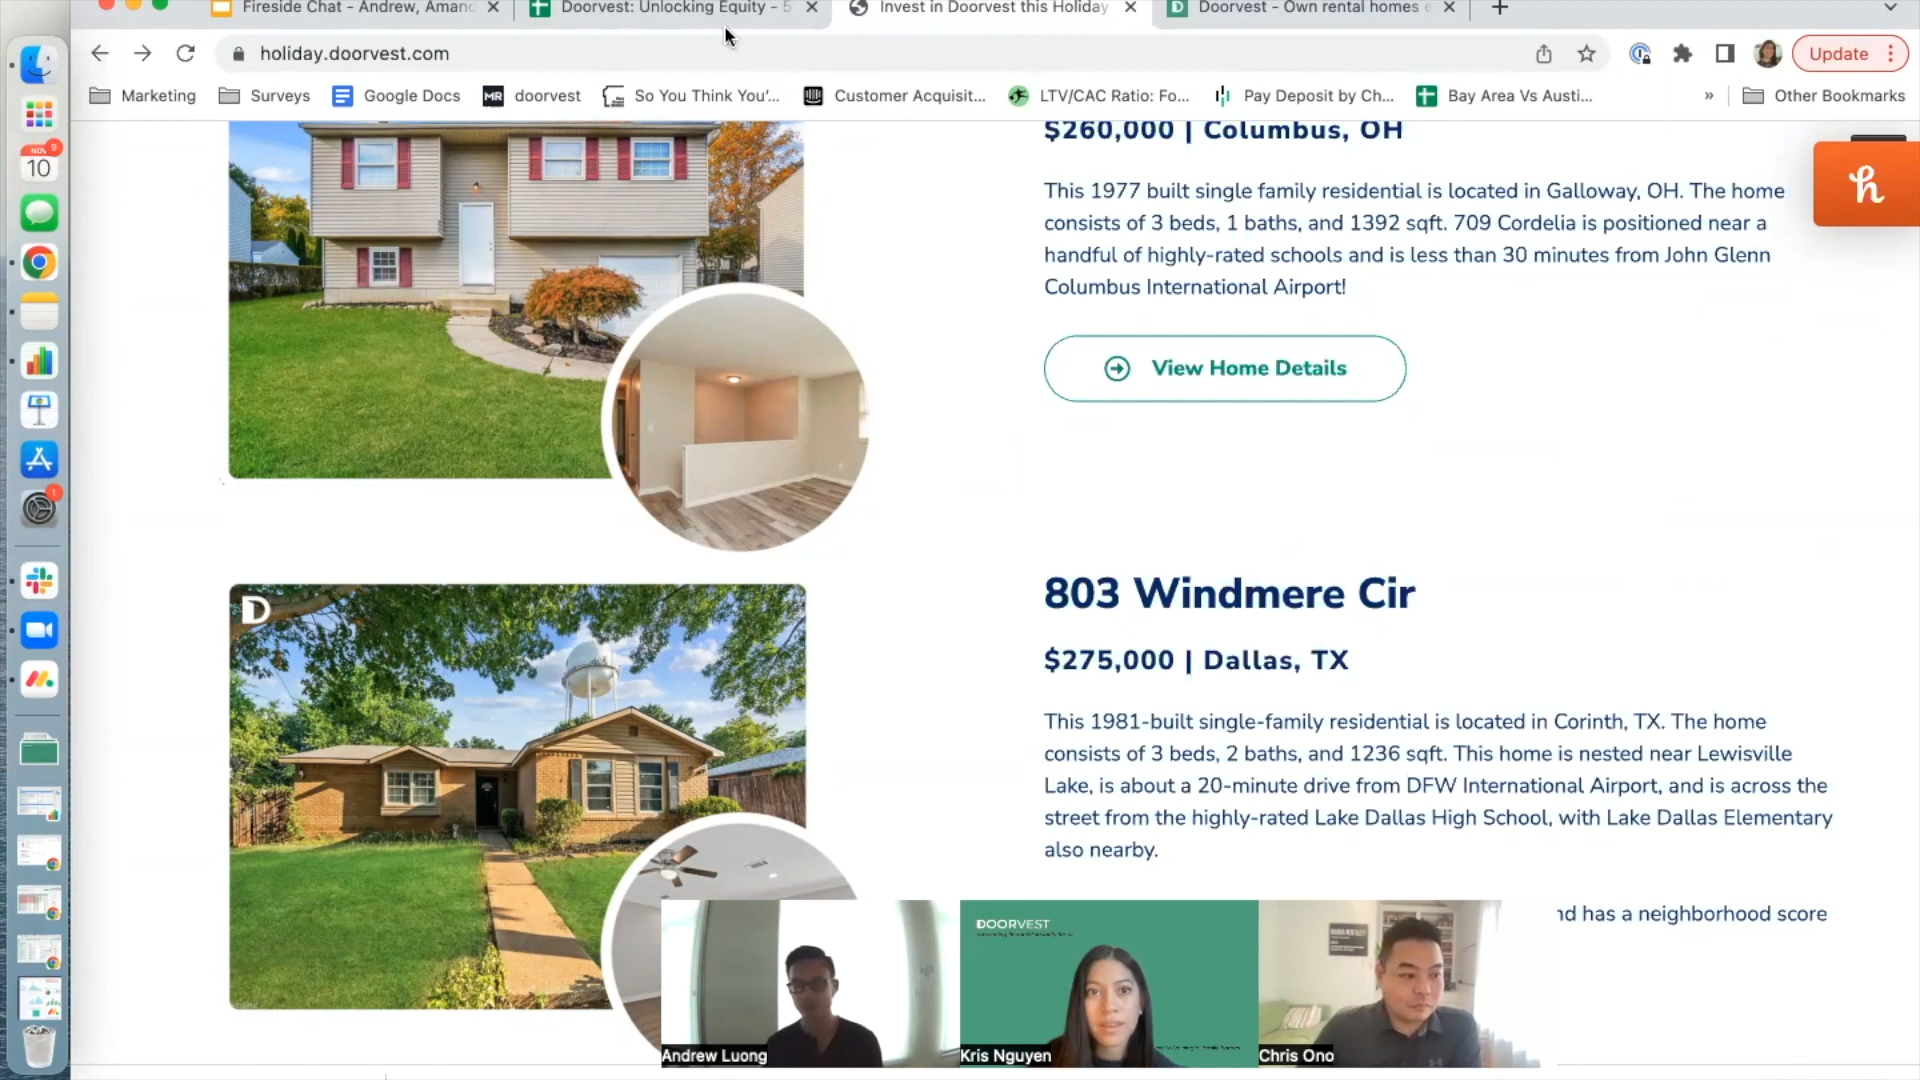 Fireside Chat - Andrew, Aman
Doorvest: Unlocking Equity - 5
Invest in Doorvest this Holiday
Doorvest - Own rental homes e
holiday.doorvest.com
Update
Marketing
Surveys
Google Docs
MR
doorvest
So You Think You'...
Customer Acquisit...
LTV/CAC Ratio: Fo...
Pay Deposit by Ch...
Bay Area Vs Austi...
»
Other Bookmarks
NOV
9
10
1
h
$260,000 | Columbus, OH
This 1977 built single family residential is located in Galloway, OH. The home
consists of 3 beds, 1 baths, and 1392 sqft. 709 Cordelia is positioned near a
handful of highly-rated schools and is less than 30 minutes from John Glenn
Columbus International Airport!
View Home Details
D
803 Windmere Cir
$275,000 | Dallas, TX
This 1981-built single-family residential is located in Corinth, TX. The home
consists of 3 beds, 2 baths, and 1236 sqft. This home is nested near Lewisville
Lake, is about a 20-minute drive from DFW International Airport, and is across the
street from the highly-rated Lake Dallas High School, with Lake Dallas Elementary
also nearby.
nd has a neighborhood score
DOORVEST
Andrew Luong
Kris Nguyen
Chris Ono